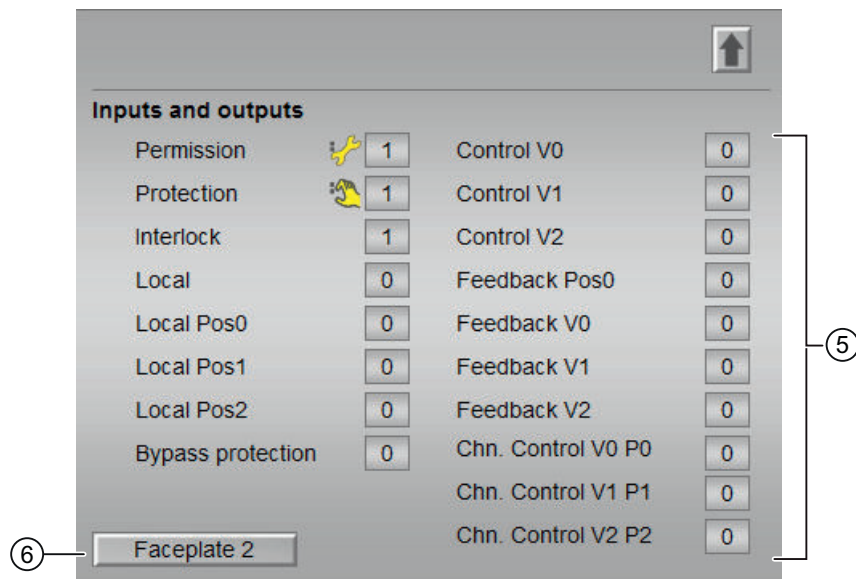 Inputs and outputs
Permission 1 Control V0 0
Protection 1 Control V1 0
Interlock 1 Control V2 0
Local 0 Feedback Pos0 0
Local Pos0 0 Feedback V0 0
Local Pos1 0 Feedback V1 0
Local Pos2 0 Feedback V2 0
Bypass protection 0 Chn. Control V0 P0 0
Chn. Control V1 P1 0
Chn. Control V2 P2 0
Faceplate 2
5
6